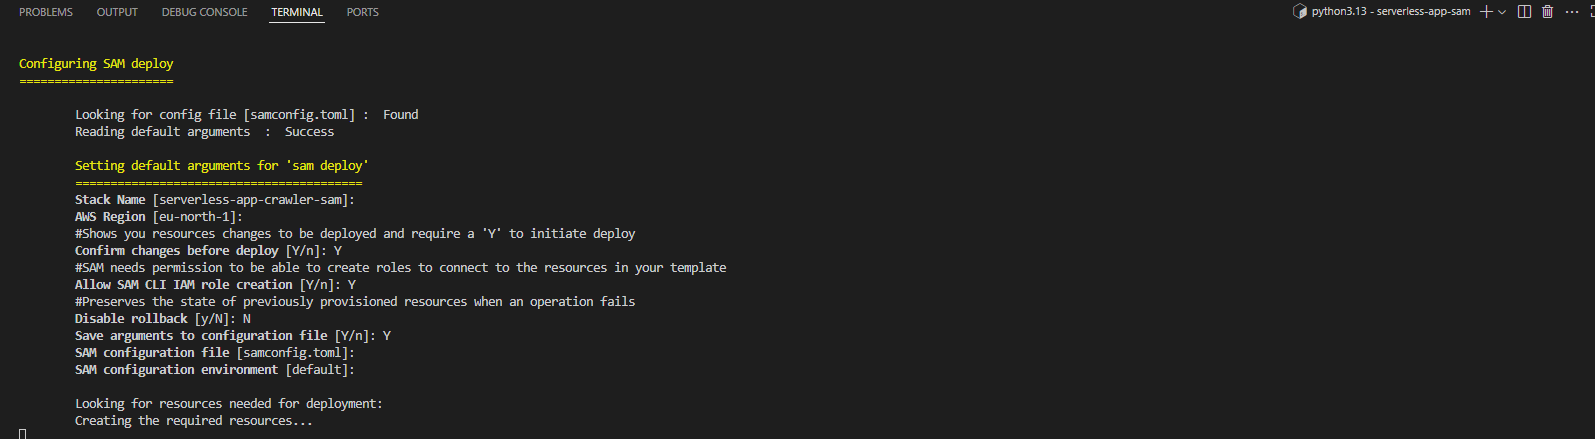 PROBLEMS OUTPUT DEBUG CONSOLE TERMINAL PORTS python3.13 - serverless-app-sam
Configuring SAM deploy
======================
Looking for config file [samconfig.toml] :  Found
Reading default arguments  :  Success
Setting default arguments for 'sam deploy'
=========================================
Stack Name [serverless-app-crawler-sam]:
AWS Region [eu-north-1]:
#Shows you resources changes to be deployed and require a 'Y' to initiate deploy
Confirm changes before deploy [Y/n]: Y
#SAM needs permission to be able to create roles to connect to the resources in your template
Allow SAM CLI IAM role creation [Y/n]: Y
#Preserves the state of previously provisioned resources when an operation fails
Disable rollback [y/N]: N
Save arguments to configuration file [Y/n]: Y
SAM configuration file [samconfig.toml]:
SAM configuration environment [default]:
Looking for resources needed for deployment:
Creating the required resources...